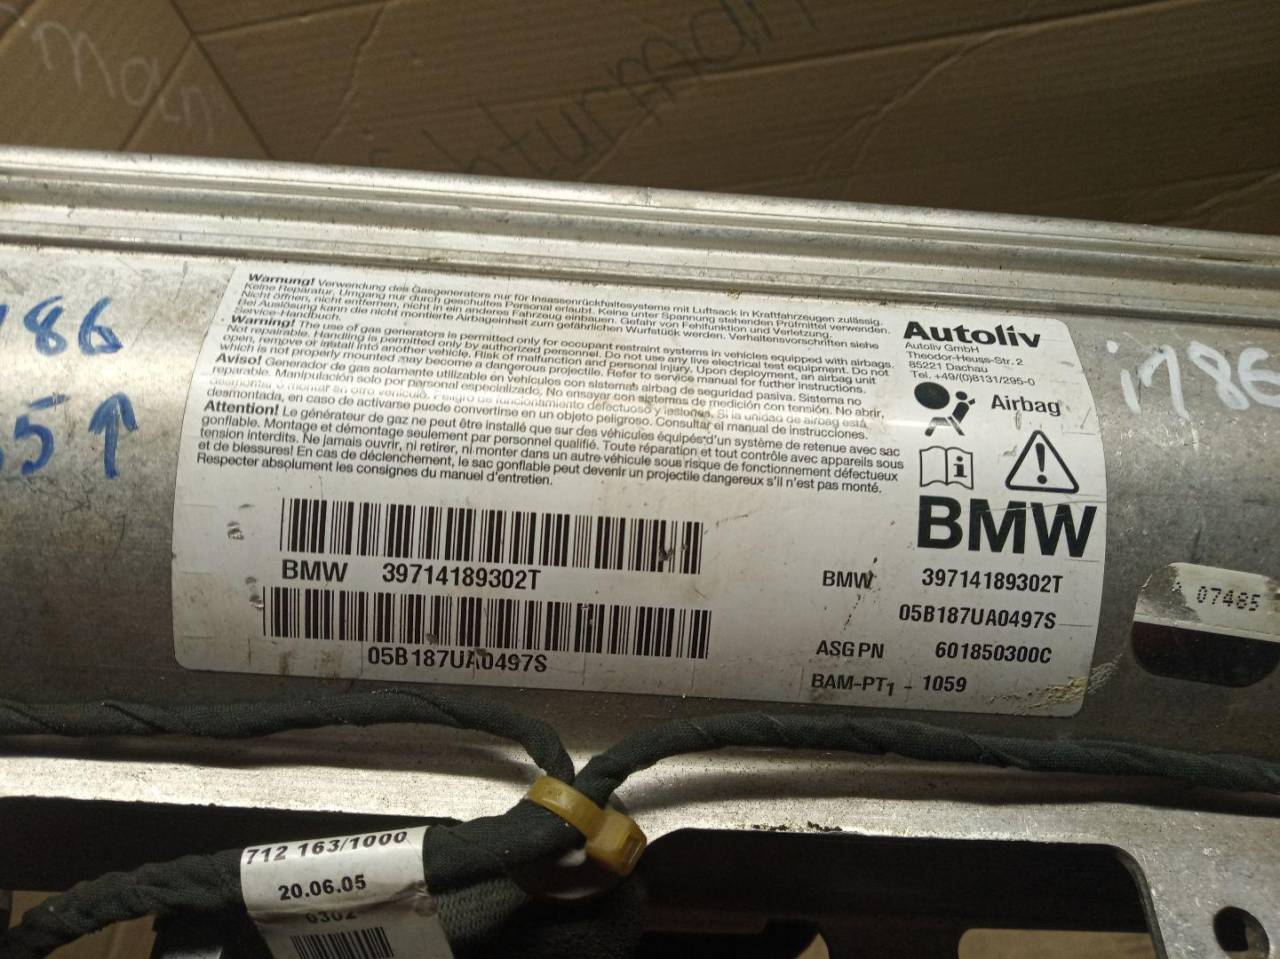 Man
186
5↑
Warnung! Verwendung des Gasgenerators nur für Insassenrückhaltesysteme mit Luftsack in Kraftfahrzeugen zulässig.
Keine Reparatur, Umgang nur durch geschultes Personal erlaubt. Keine unter Spannung stehenden Prüfmittel verwenden.
Nicht öffnen, nicht entfernen, nicht in ein anderes Fahrzeug einbauen. Gefahr von Fehlfunktion und Verletzung.
Bei Auslösung kann die nicht montierte Airbageinheit zum gefährlichen Wurfstück werden. Verhaltensvorschriften siehe
Service-Handbuch.
Warning! The use of gas generators is permitted only for occupant restraint systems in vehicles equipped with airbags.
Not repairable. Handling is permitted only by authorized personnel. Do not use any live electrical test equipment. Do not
open, remove or install in another vehicle. Risk of malfunction and personal injury. Upon deployment, an airbag unit
which is not properly mounted may become a dangerous projectile. Refer to service manual for further instructions.
Aviso! Generador de gas solamante utilizable en vehículos con sistemas airbag de seguridad pasiva. Sistema no
reparable. Manipulación solo por personal especializado. No ensayar con sistemas de medición con tensión. No abrir,
desmontar o montar en otro vehículo. Peligro de funcionamiento defectuoso y lesiones. Si la unidad de airbag está
desmontada, en caso de activarse puede convertirse en un objeto peligroso. Consultar el manual de instrucciones.
Attention! Le générateur de gaz ne peut être installé que sur des véhicules équipés d'un système de retenue avec sac
gonflable. Montage et démontage seulement par personnel qualifié. Toute réparation et tout contrôle avec appareils sous
tension interdits. Ne jamais ouvrir, ni retirer, ni monter dans un autre véhicule sous risque de fonctionnement défectueux
et de blessures! En cas de déclenchement, le sac gonflable peut devenir un projectile dangereux s'il n'est pas monté.
Respecter absolument les consignes du manuel d'entretien.
Autoliv
Autoliv GmbH
Theodor-Heuss-Str. 2
85221 Dachau
Tel. +49/(0)8131/295-0
Airbag
i
BMW
BMW 39714189302T
05B187UA0497S
BMW 39714189302T
05B187UA0497S
ASG PN 601850300C
BAM-PT1 - 1059
i786
07485
712 163/1000
20.06.05
0302